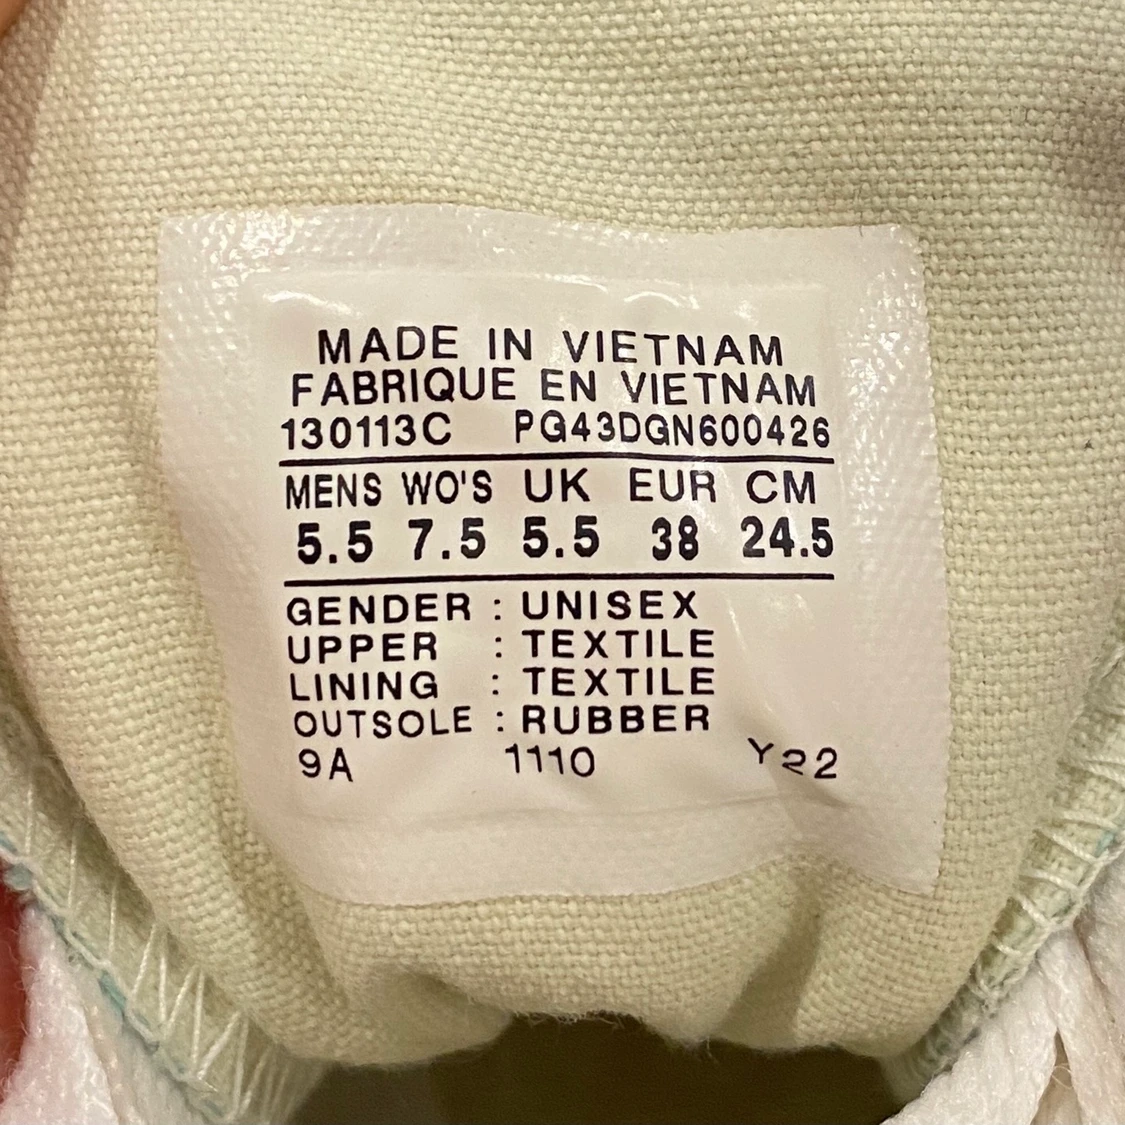 MADE IN VIETNAM
FABRIQUE EN VIETNAM
130113C PG43DGN600426
MENS WO'S UK EUR CM
5.5 7.5 5.5 38 24.5
GENDER : UNISEX
UPPER : TEXTILE
LINING : TEXTILE
OUTSOLE : RUBBER
9A 1110 Y22